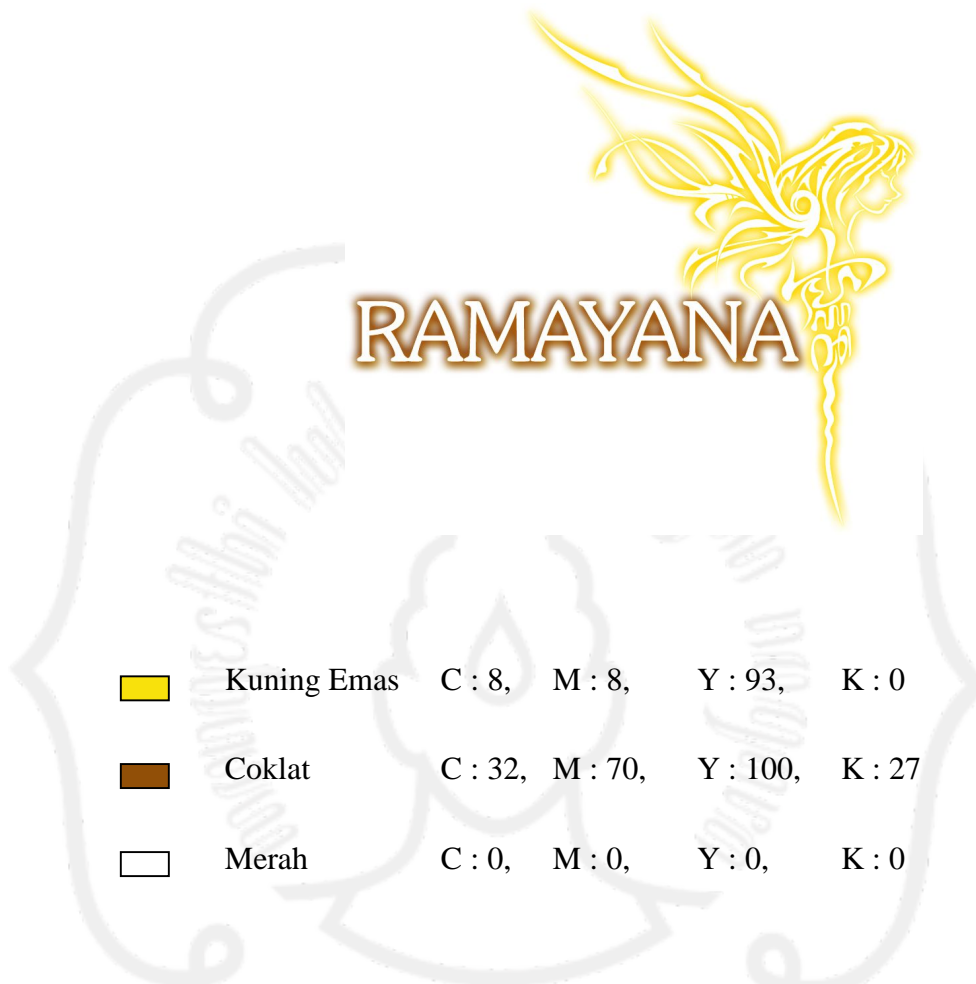 RAMAYANA
Kuning Emas C : 8, M : 8, Y : 93, K : 0
Coklat C : 32, M : 70, Y : 100, K : 27
Merah C : 0, M : 0, Y : 0, K : 0